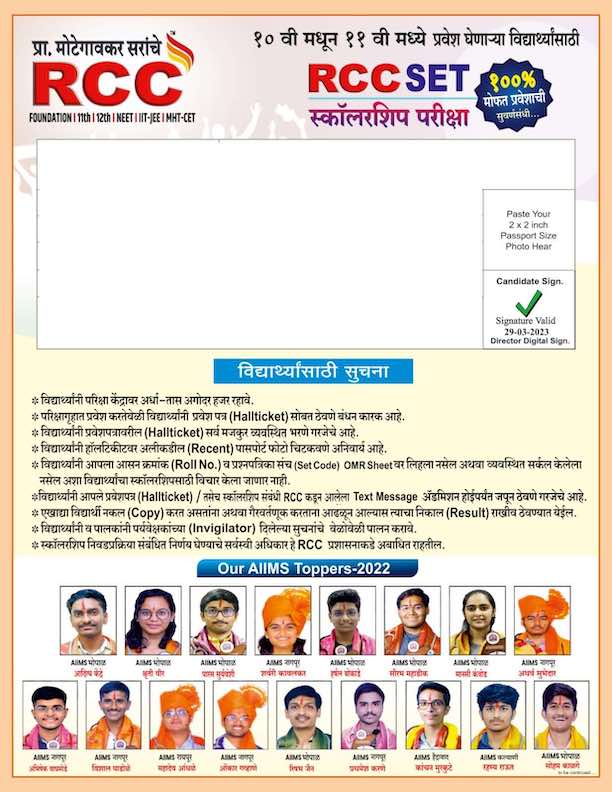 प्रा. मोटेगावकर सरांचे
RCC
TM
FOUNDATION I 11th I 12th I NEET I IIT-JEE I MHT-CET
१० वी मधून ११ वी मध्ये प्रवेश घेणाऱ्या विद्यार्थ्यांसाठी
RCC SET
स्कॉलरशिप परीक्षा
१००%
मोफत प्रवेशाची
सुवर्णसंधी...
Paste Your
2 x 2 inch
Passport Size
Photo Hear
Candidate Sign.
Signature Valid
29-03-2023
Director Digital Sign.
विद्यार्थ्यांसाठी सुचना
विद्यार्थ्यांनी परिक्षा केंद्रावर अर्धा-तास अगोदर हजर रहावे.
परिक्षागृहात प्रवेश करतेवेळी विद्यार्थ्यांनी प्रवेश पत्र (Hallticket) सोबत ठेवणे बंधन कारक आहे.
विद्यार्थ्यांनी प्रवेशपत्रावरील (Hallticket) सर्व मजकुर व्यवस्थित भरणे गरजेचे आहे.
विद्यार्थ्यांनी हॉलटिकीटवर अलीकडील (Recent) पासपोर्ट फोटो चिटकवणे अनिवार्य आहे.
विद्यार्थ्यांनी आपला आसन क्रमांक (Roll No.) व प्रश्नपत्रिका संच (Set Code) OMR Sheet वर लिहला नसेल अथवा व्यवस्थित सर्कल केलेला
नसेल अशा विद्यार्थ्याचा स्कॉलरशिपसाठी विचार केला जाणार नाही.
विद्यार्थ्यांनी आपले प्रवेशपत्र (Hallticket) / तसेच स्कॉलरशिप संबंधी RCC कडून आलेला Text Message ॲडमिशन होईपर्यंत जपून ठेवणे गरजेचे आहे.
एखाद्या विद्यार्थी नकल (Copy) करत असतांना अथवा गैरवर्तणूक करताना आढळून आल्यास त्याचा निकाल (Result) राखीव ठेवण्यात येईल.
विद्यार्थ्यांनी व पालकांनी पर्यवेक्षकांच्या (Invigilator) दिलेल्या सुचनांचे वेळोवेळी पालन करावे.
स्कॉलरशिप निवडप्रक्रिया संबंधित निर्णय घेण्याचे सर्वस्वी अधिकार हे RCC प्रशासनाकडे अबाधित राहतील.
Our AIIMS Toppers-2022
AIIMS भोपाळ AIIMS भोपाळ AIIMS भोपाळ AIIMS नागपूर AIIMS भोपाळ AIIMS भोपाळ AIIMS भोपाळ AIIMS नागपूर
आदित्य केंद्रे श्रुती वीर पारस सुर्यवंशी शर्वरी कावलकर हर्षल बोकाडे सौरभ महाडीक मानसी कंडोड अथर्व सुभेदार
AIIMS नागपूर AIIMS नागपूर AIIMS रायपूर AIIMS नागपूर AIIMS भोपाळ AIIMS नागपूर AIIMS हैद्राबाद AIIMS कल्याणी AIIMS भोपाळ
अभिषेक वाघमोडे विशाल घाडोळे महादेव अंधियो ओंकार गव्हाणे रिषभ जैन प्रथमेश करणे कांचन मुरकुटे रहस्य राऊत सोहम काळारे
to be continued...